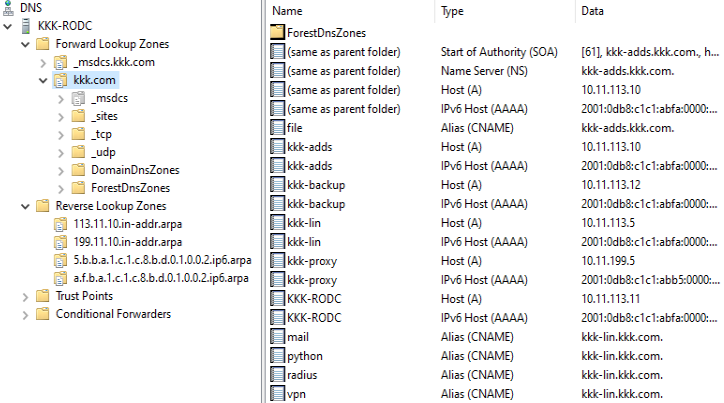 DNS
KKK-RODC
Forward Lookup Zones
_msdcs.kkk.com
kkk.com
_msdcs
_sites
_tcp
_udp
DomainDnsZones
ForestDnsZones
Reverse Lookup Zones
113.11.10.in-addr.arpa
199.11.10.in-addr.arpa
5.b.b.a.1.c.1.c.8.b.d.0.1.0.0.2.ip6.arpa
a.f.b.a.1.c.1.c.8.b.d.0.1.0.0.2.ip6.arpa
Trust Points
Conditional Forwarders
Name Type Data
ForestDnsZones
(same as parent folder) Start of Authority (SOA) [61], kkk-adds.kkk.com., h...
(same as parent folder) Name Server (NS) kkk-adds.kkk.com.
(same as parent folder) Host (A) 10.11.113.10
(same as parent folder) IPv6 Host (AAAA) 2001:0db8:c1c1:abfa:0000:...
file Alias (CNAME) kkk-adds.kkk.com.
kkk-adds Host (A) 10.11.113.10
kkk-adds IPv6 Host (AAAA) 2001:0db8:c1c1:abfa:0000:...
kkk-backup Host (A) 10.11.113.12
kkk-backup IPv6 Host (AAAA) 2001:0db8:c1c1:abfa:0000:...
kkk-lin Host (A) 10.11.113.5
kkk-lin IPv6 Host (AAAA) 2001:0db8:c1c1:abfa:0000:...
kkk-proxy Host (A) 10.11.199.5
kkk-proxy IPv6 Host (AAAA) 2001:0db8:c1c1:abb5:0000:...
KKK-RODC Host (A) 10.11.113.11
KKK-RODC IPv6 Host (AAAA) 2001:0db8:c1c1:abfa:0000:...
mail Alias (CNAME) kkk-lin.kkk.com.
python Alias (CNAME) kkk-lin.kkk.com.
radius Alias (CNAME) kkk-lin.kkk.com.
vpn Alias (CNAME) kkk-lin.kkk.com.